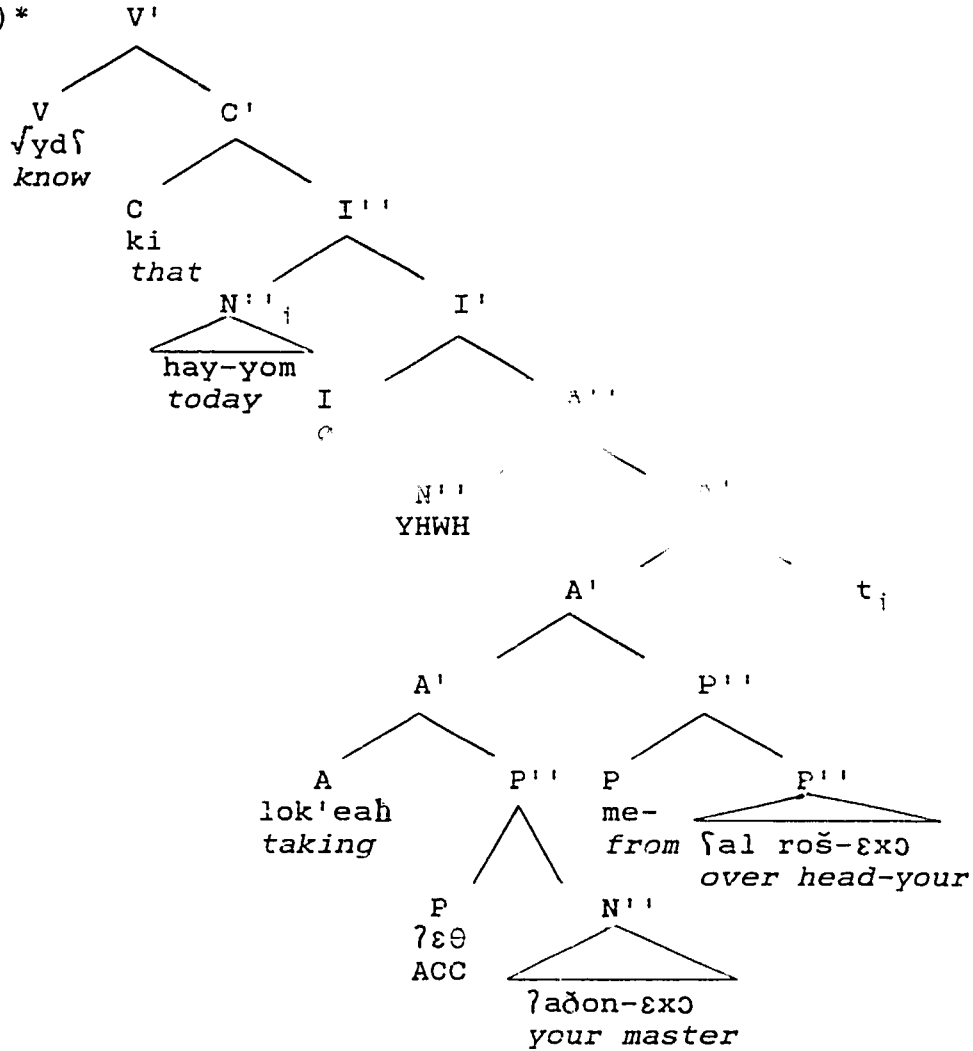 )* V'
V C'
√ydʕ
know
C I''
ki
that
N''i I'
hay-yom
today
I A''
N'' A'
YHWH
A' ti
A' P''
A P'' P P''
lok'eaħ me-
taking from ʕal roš-ɛxɔ
over head-your
P N''
ʔɛθ
ACC
ʔaðon-ɛxɔ
your master